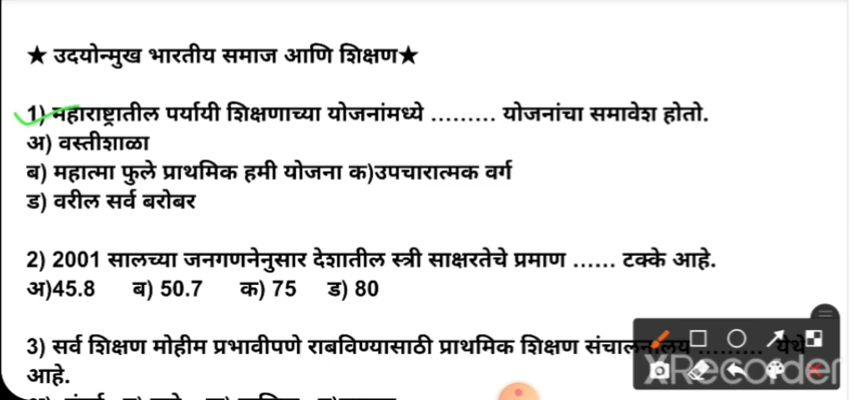 ★ उदयोन्मुख भारतीय समाज आणि शिक्षण★
1) महाराष्ट्रातील पर्यायी शिक्षणाच्या योजनांमध्ये ......... योजनांचा समावेश होतो.
अ) वस्तीशाळा
ब) महात्मा फुले प्राथमिक हमी योजना क)उपचारात्मक वर्ग
ड) वरील सर्व बरोबर
2) 2001 सालच्या जनगणनेनुसार देशातील स्त्री साक्षरतेचे प्रमाण ...... टक्के आहे.
अ)45.8 ब) 50.7 क) 75 ड) 80
3) सर्व शिक्षण मोहीम प्रभावीपणे राबविण्यासाठी प्राथमिक शिक्षण संचालनालय ......... येथे
आहे.
XRecorder